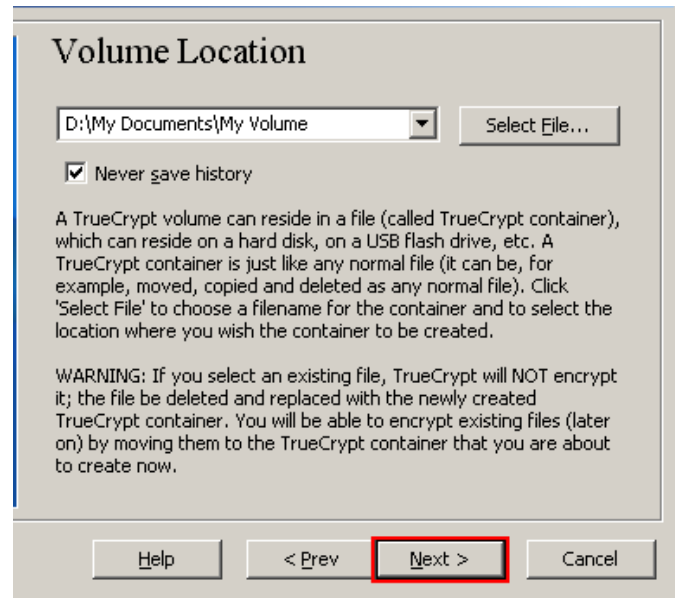 Volume Location
D:\My Documents\My Volume
Select File...
Never save history
A TrueCrypt volume can reside in a file (called TrueCrypt container),
which can reside on a hard disk, on a USB flash drive, etc. A
TrueCrypt container is just like any normal file (it can be, for
example, moved, copied and deleted as any normal file). Click
'Select File' to choose a filename for the container and to select the
location where you wish the container to be created.
WARNING: If you select an existing file, TrueCrypt will NOT encrypt
it; the file be deleted and replaced with the newly created
TrueCrypt container. You will be able to encrypt existing files (later
on) by moving them to the TrueCrypt container that you are about
to create now.
Help < Prev Next > Cancel